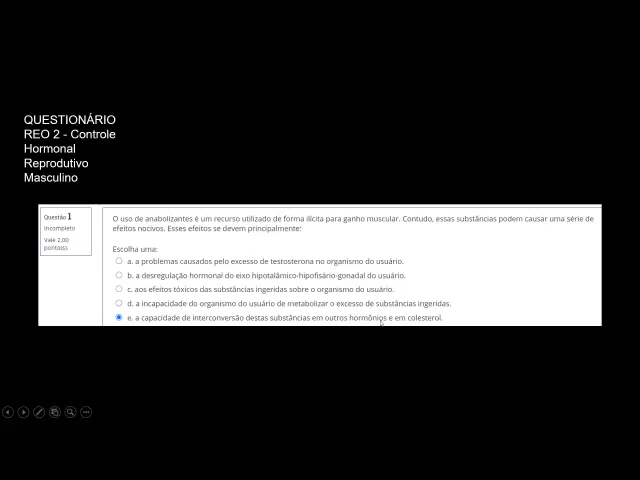 QUESTIONÁRIO
REO 2 - Controle
Hormonal
Reprodutivo
Masculino
Questão 1
Incompleto
Vale 2,00
ponto(s).
O uso de anabolizantes é um recurso utilizado de forma ilícita para ganho muscular. Contudo, essas substâncias podem causar uma série de
efeitos nocivos. Esses efeitos se devem principalmente:
Escolha uma:
a. a problemas causados pelo excesso de testosterona no organismo do usuário.
b. a desregulação hormonal do eixo hipotalâmico-hipofisário-gonadal do usuário.
c. aos efeitos tóxicos das substâncias ingeridas sobre o organismo do usuário.
d. a incapacidade do organismo do usuário de metabolizar o excesso de substâncias ingeridas.
e. a capacidade de interconversão destas substâncias em outros hormônios e em colesterol.